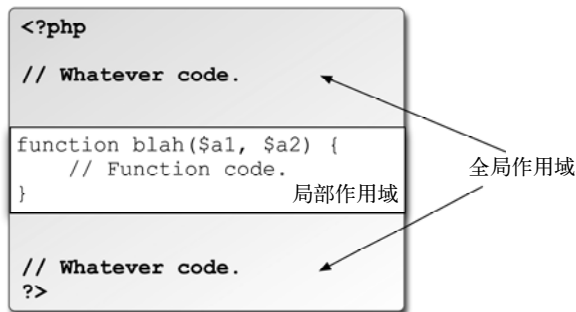 <?php
// Whatever code.
function blah($a1, $a2) {
// Function code.
}
局部作用域
全局作用域
// Whatever code.
?>